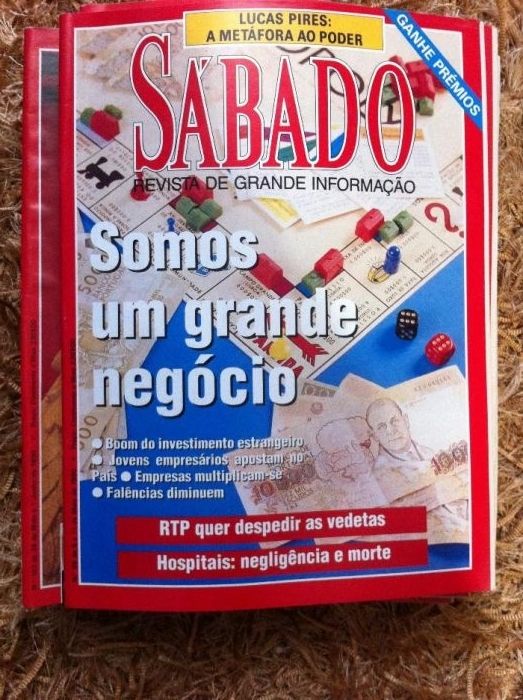 LUCAS PIRES:
A METÁFORA AO PODER
GANHE PRÉMIOS
SÁBADO
REVISTA DE GRANDE INFORMAÇÃO
Somos
um grande
negócio
● Boom do investimento estrangeiro
● Jovens empresários apostam no
País ● Empresas multiplicam-se
● Falências diminuem
RTP quer despedir as vedetas
Hospitais: negligência e morte